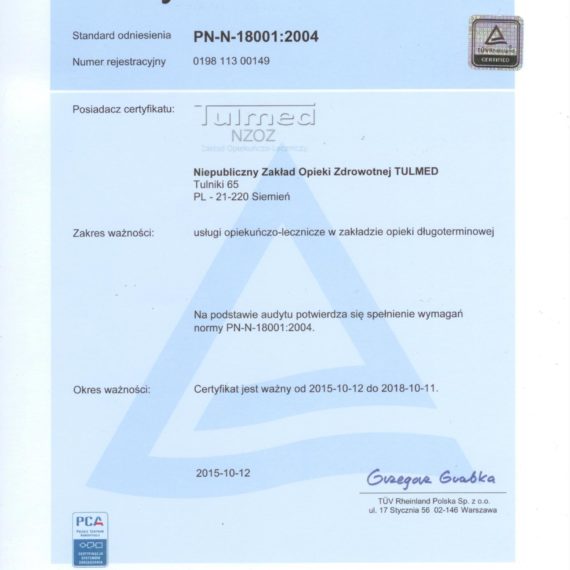 Standard odniesienia PN-N-18001:2004
TÜVRheinland
CERTIFIED
Numer rejestracyjny 0198 113 00149
Posiadacz certyfikatu: Tulmed
NZOZ
Zakład Opiekuńczo-Leczniczy
Niepubliczny Zakład Opieki Zdrowotnej TULMED
Tulniki 65
PL - 21-220 Siemień
Zakres ważności: usługi opiekuńczo-lecznicze w zakładzie opieki długoterminowej
Na podstawie audytu potwierdza się spełnienie wymagań
normy PN-N-18001:2004.
Okres ważności: Certyfikat jest ważny od 2015-10-12 do 2018-10-11.
2015-10-12 Grzegorz Grabka
TÜV Rheinland Polska Sp. z o.o.
ul. 17 Stycznia 56 02-146 Warszawa
PCA
POLSKIE CENTRUM
AKREDYTACJI
CERTYFIKACJA
SYSTEMÓW
ZARZĄDZANIA